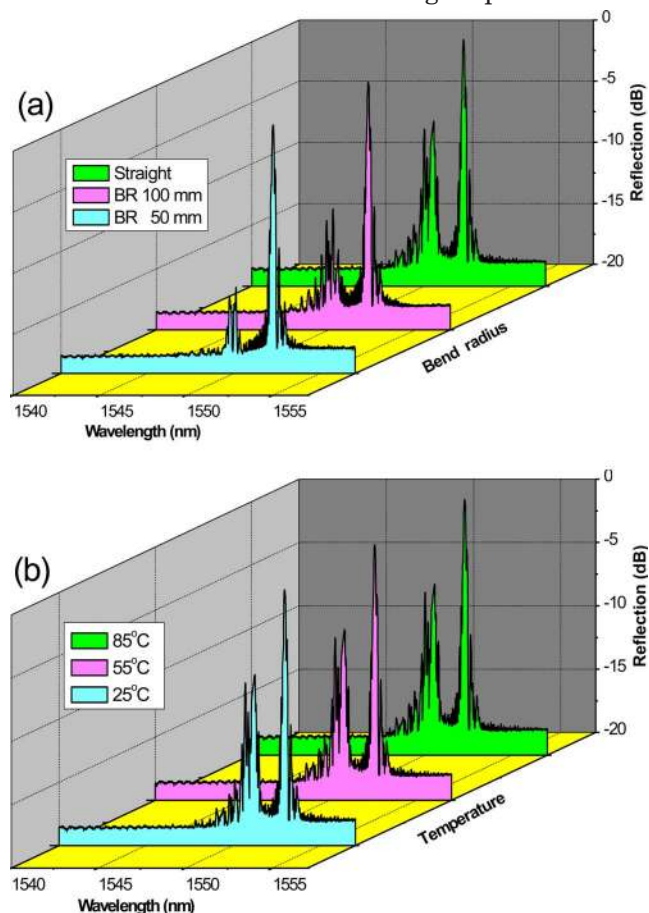 (a)
Straight
BR 100 mm
BR 50 mm
0
-5
-10
-15
-20
Reflection (dB)
Bend radius
1540 1545 1550 1555
Wavelength (nm)
(b)
85°C
55°C
25°C
0
-5
-10
-15
-20
Reflection (dB)
Temperature
1540 1545 1550 1555
Wavelength (nm)